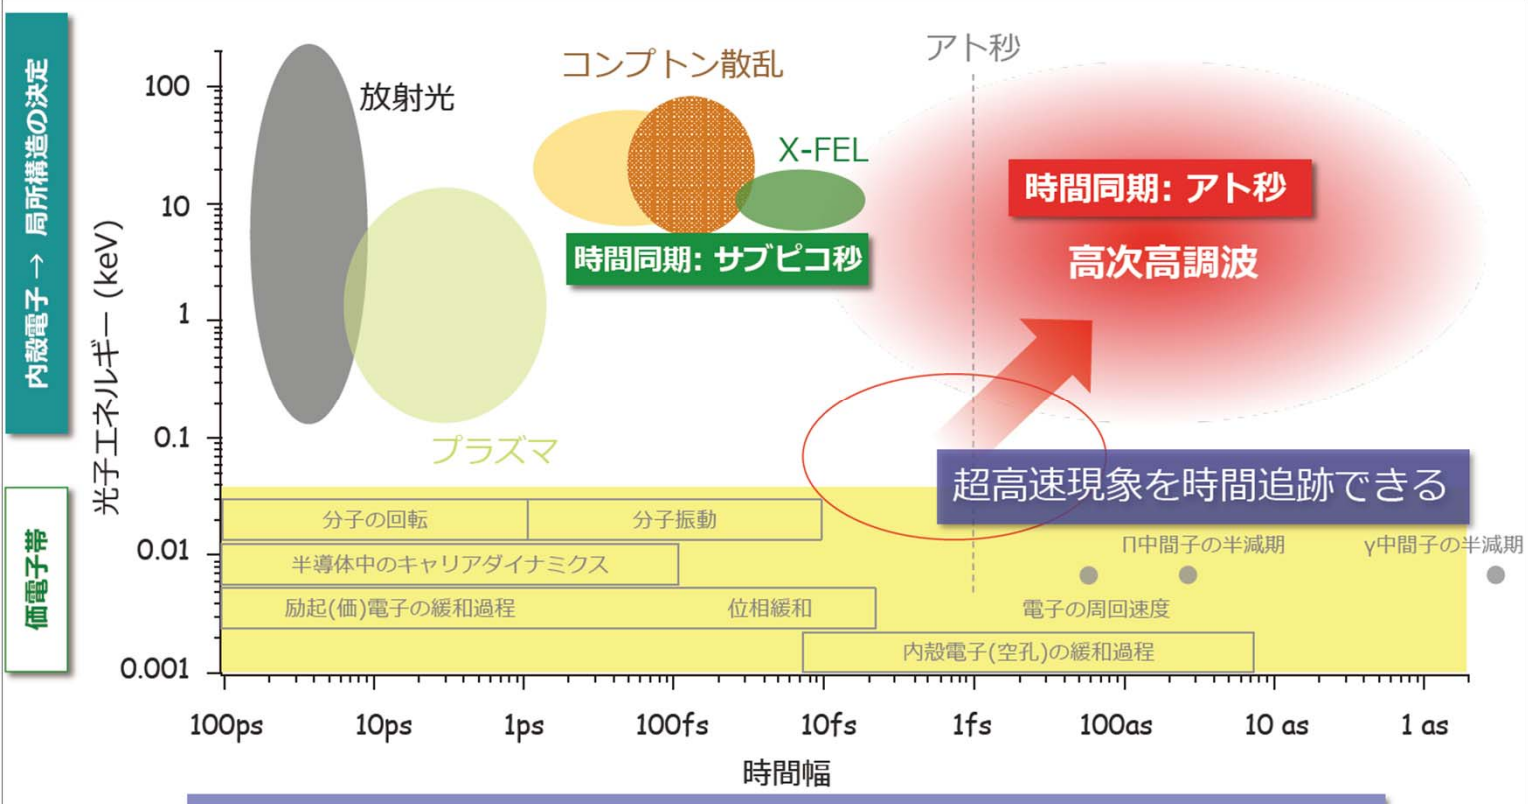 内殻電子 → 局所構造の決定
価電子帯
光子エネルギー (keV)
100
10
1
0.1
0.01
0.001
放射光
プラズマ
コンプトン散乱
X-FEL
時間同期: サブピコ秒
アト秒
時間同期: アト秒
高次高調波
超高速現象を時間追跡できる
分子の回転
分子振動
半導体中のキャリアダイナミクス
励起(価)電子の緩和過程
位相緩和
Π中間子の半減期
γ中間子の半減期
電子の周回速度
内殻電子(空孔)の緩和過程
100ps
10ps
1ps
100fs
10fs
1fs
100as
10 as
1 as
時間幅